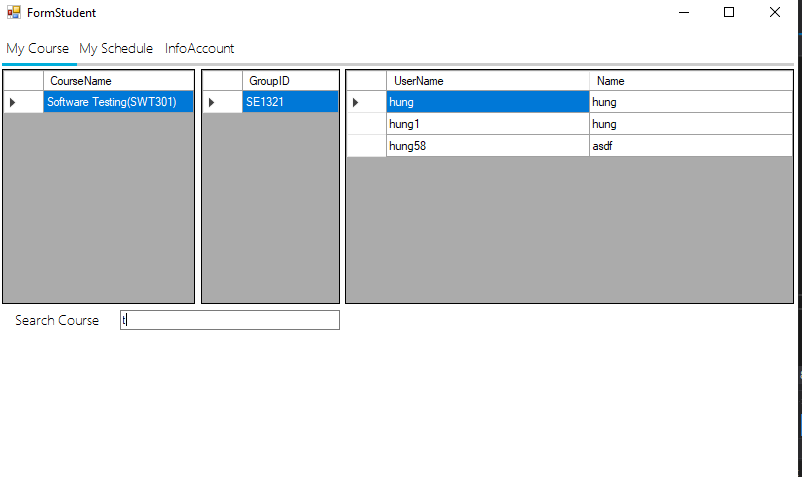 FormStudent
My Course My Schedule InfoAccount
CourseName GroupID UserName Name
Software Testing(SWT301) SE1321 hung hung
hung1 hung
hung58 asdf
Search Course t